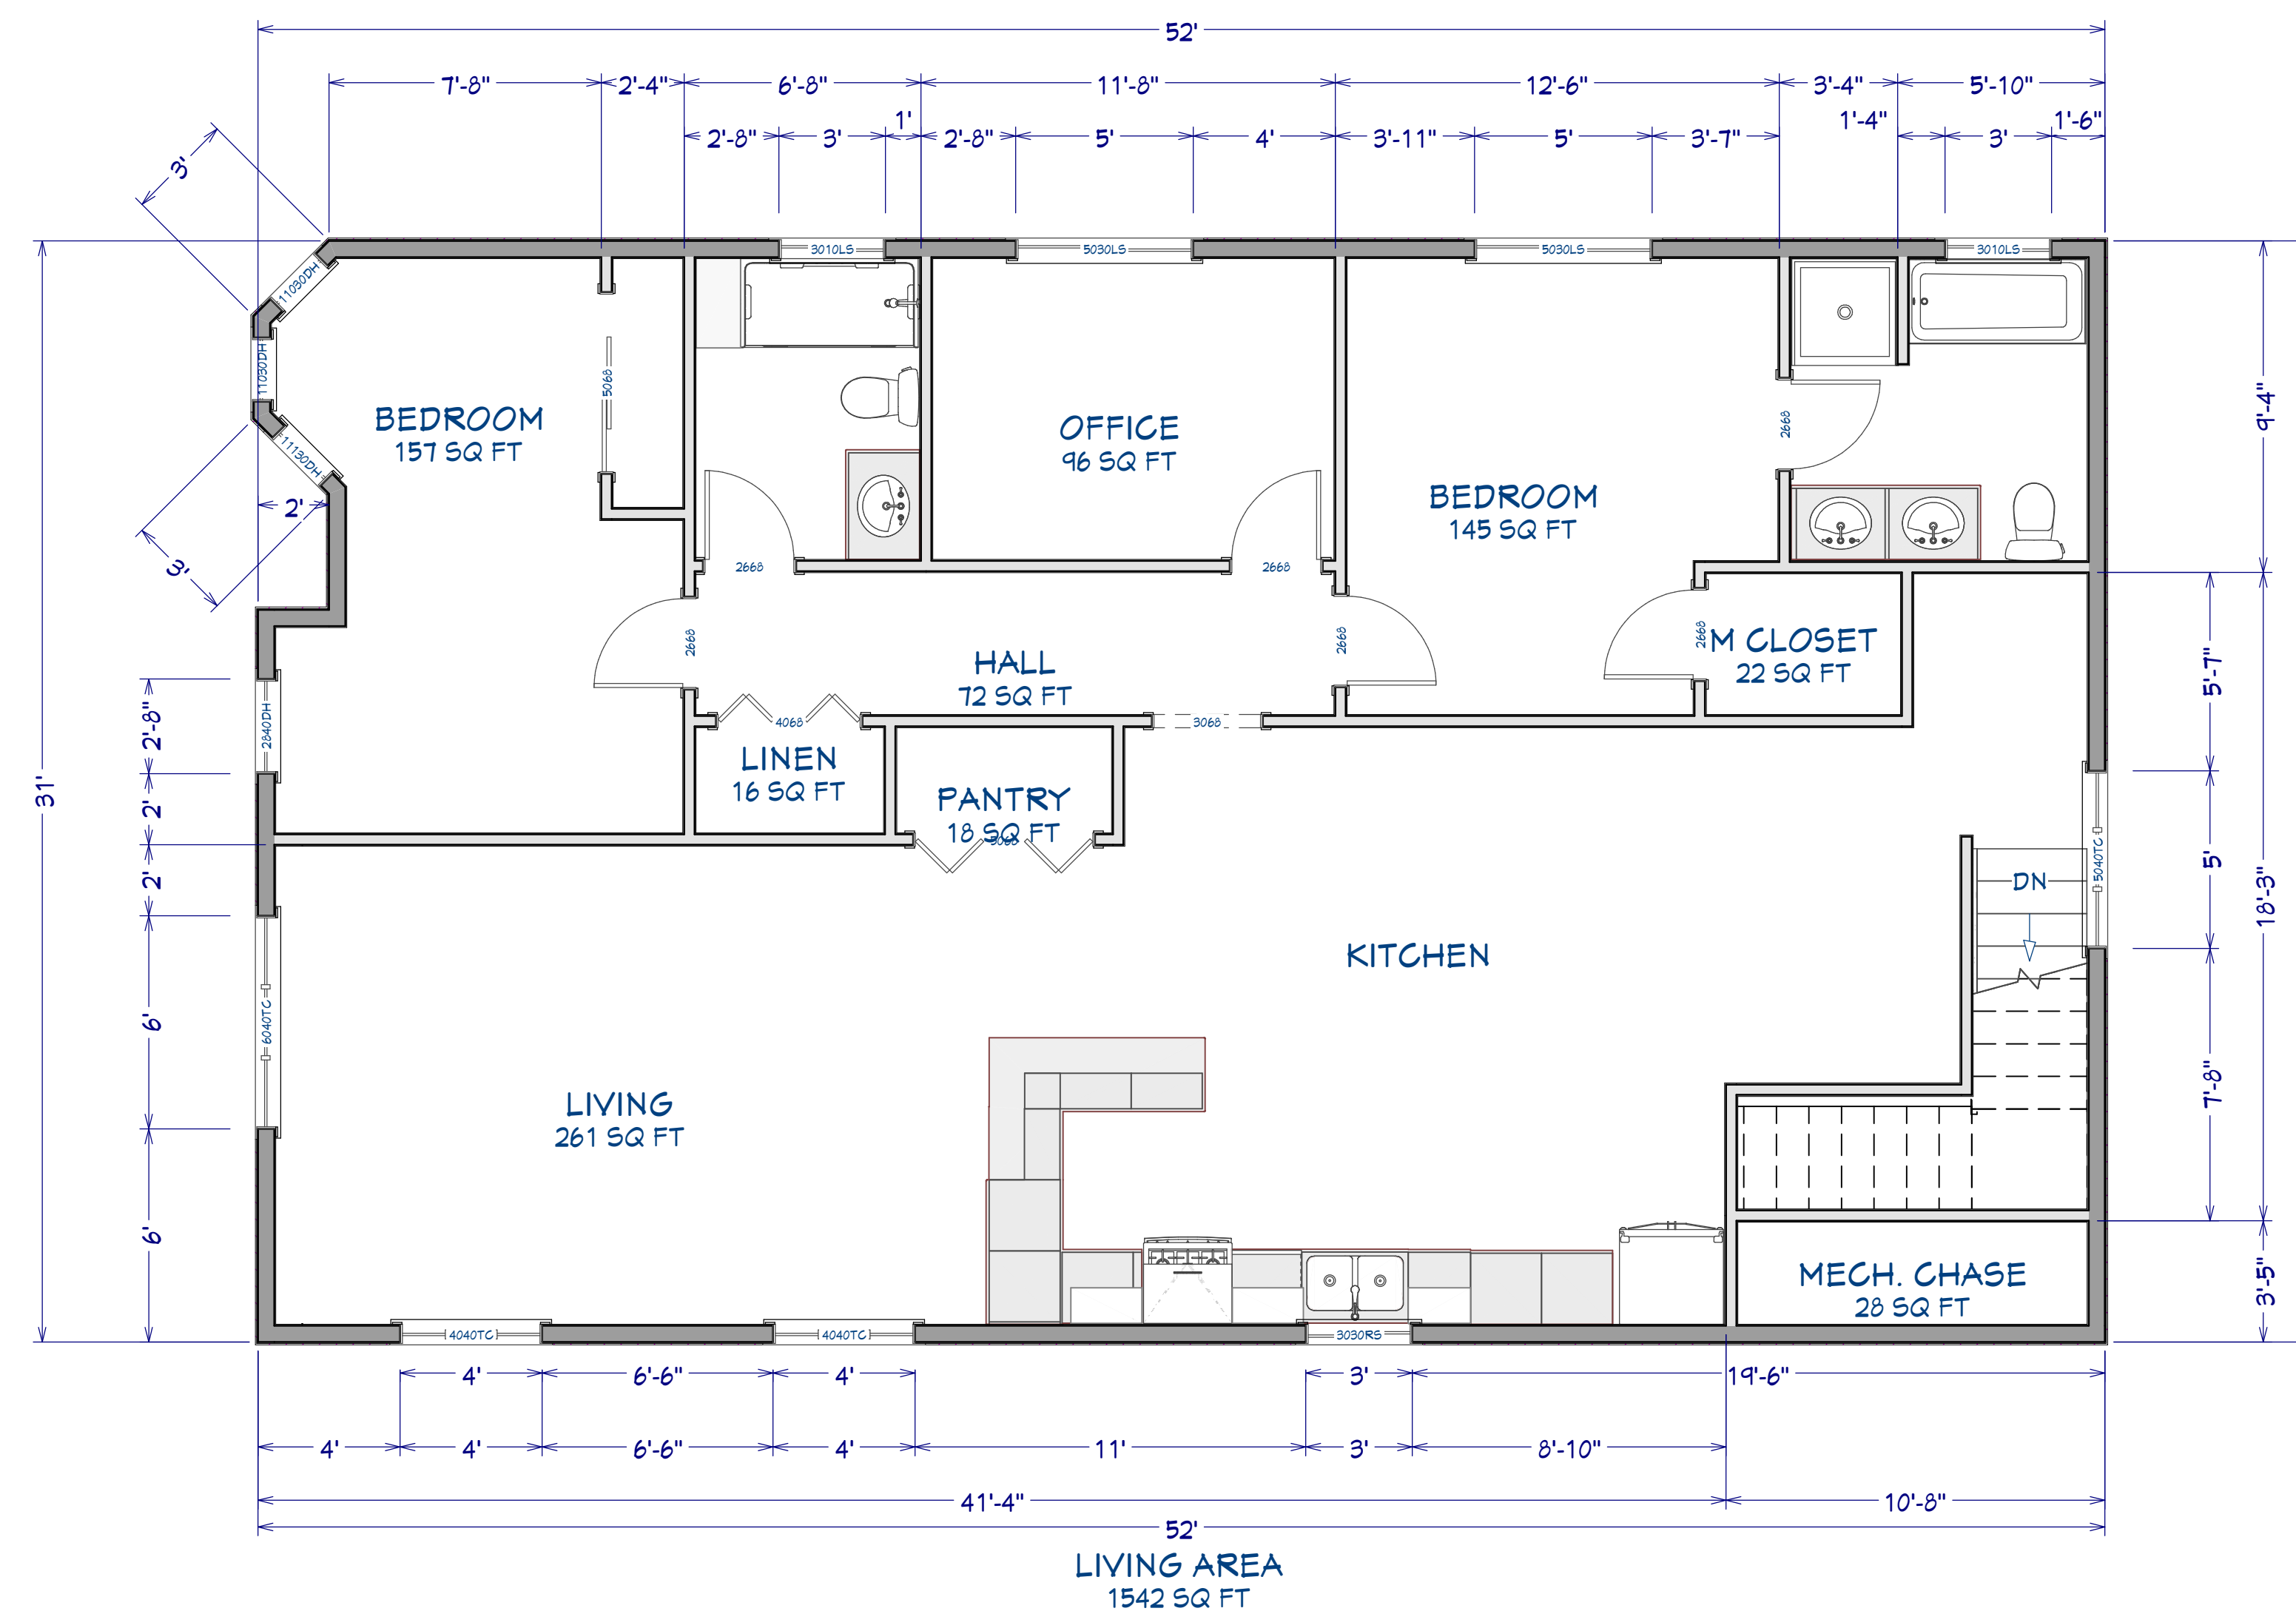 52'
7'-8" 2'-4" 6'-8" 11'-8" 12'-6" 3'-4" 5'-10"
2'-8" 3' 1' 2'-8" 5' 4' 3'-11" 5' 3'-7" 1'-4" 3' 1'-6"
3'
3010LS 5030LS 5030LS 3010LS
11030DH
11030DH
11130DH
5068
BEDROOM
157 SQ FT
OFFICE
96 SQ FT
BEDROOM
145 SQ FT
2668
9'-4"
2'
3'
2668 2668
2668 2668 2668
HALL
72 SQ FT
M CLOSET
22 SQ FT
5'-7"
2'-8"
2840DH
4068 3068
LINEN
16 SQ FT
PANTRY
18 SQ FT
5068
31'
2'
2'
DN
5040TC
5'
18'-3"
KITCHEN
6'
6040TC
LIVING
261 SQ FT
7'-8"
6'
MECH. CHASE
28 SQ FT
3'-5"
4040TC 4040TC 3030RS
4' 6'-6" 4' 3' 19'-6"
4' 4' 6'-6" 4' 11' 3' 8'-10"
41'-4" 10'-8"
52'
LIVING AREA
1542 SQ FT